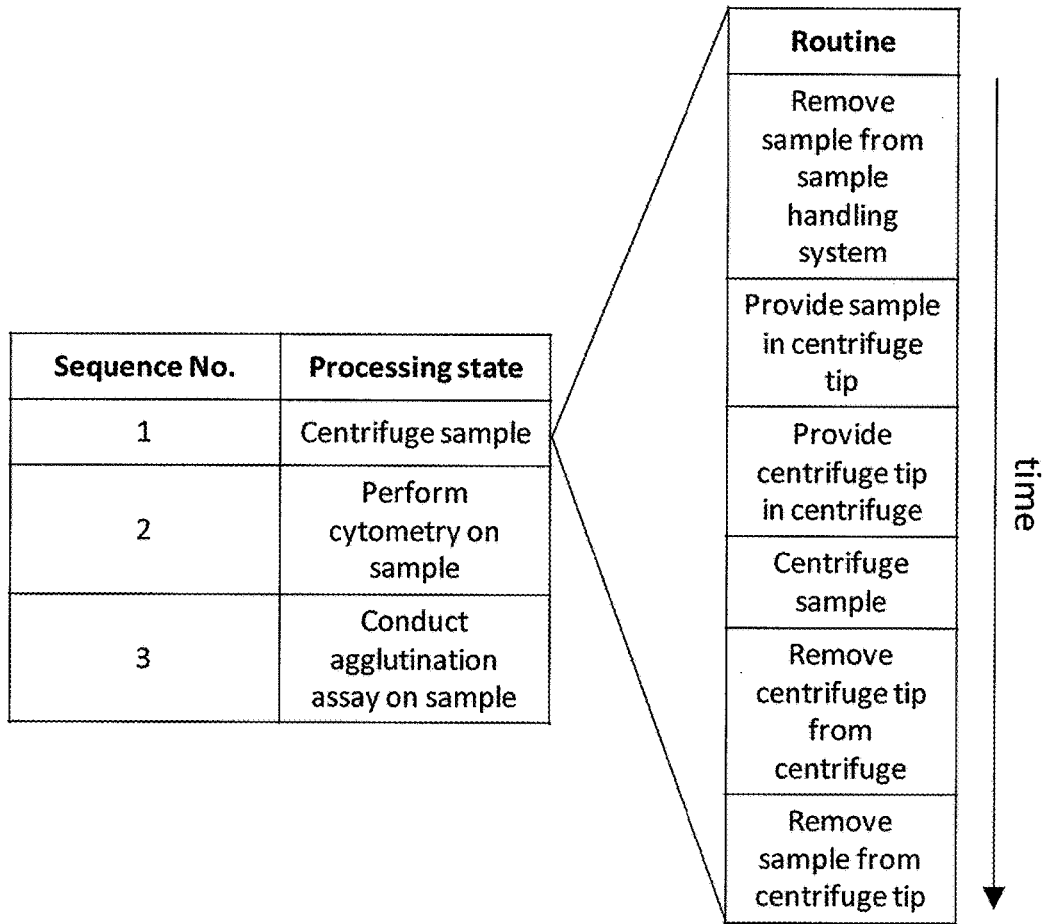 Sequence No.
Processing state
1
Centrifuge sample
2
Perform
cytometry on
sample
3
Conduct
agglutination
assay on sample
Routine
Remove
sample from
sample
handling
system
Provide sample
in centrifuge
tip
Provide
centrifuge tip
in centrifuge
Centrifuge
sample
Remove
centrifuge tip
from
centrifuge
Remove
sample from
centrifuge tip
time